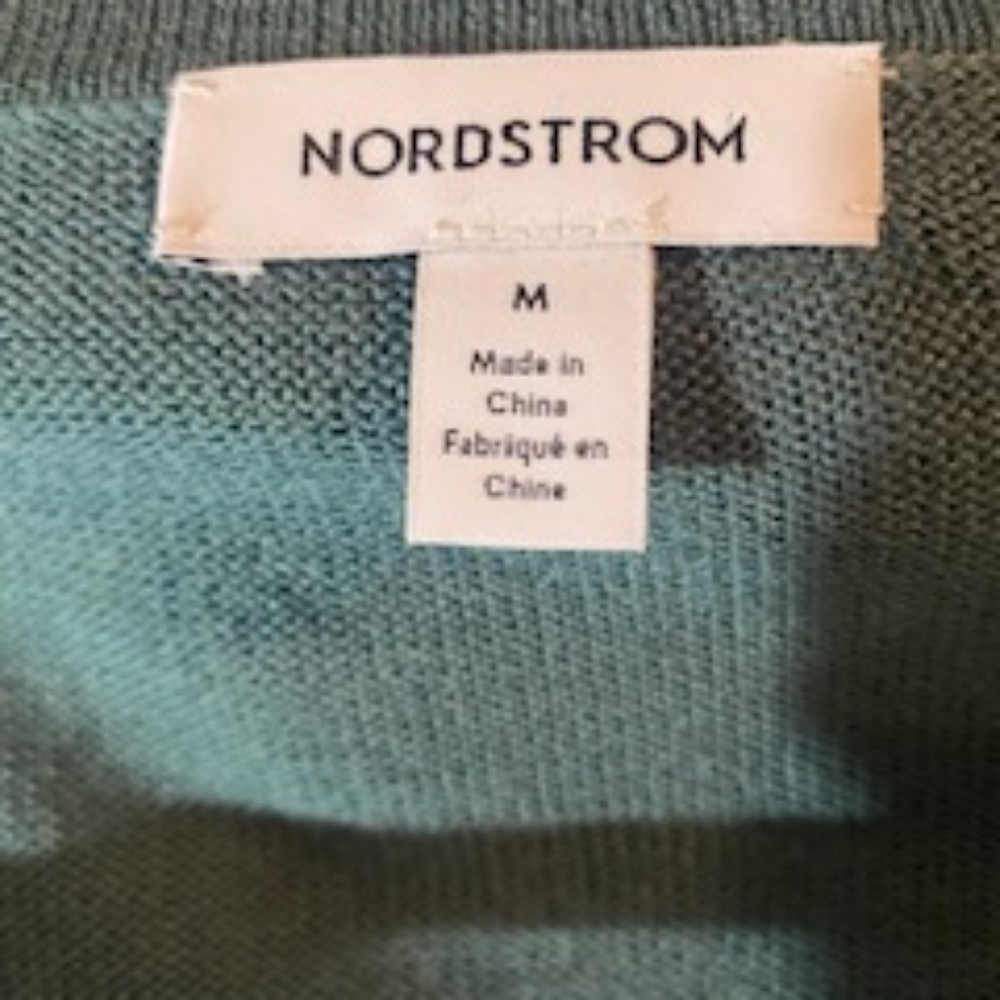 NORDSTROM
M
Made in
China
Fabriqué en
Chine